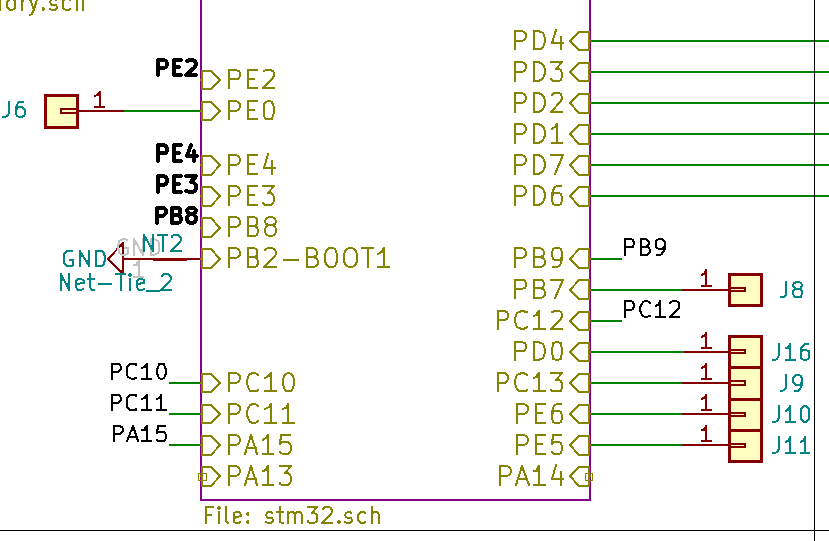 PD4
PE2 PD3
PE2
J6 1 PE0 PD2
PD1
PE4
PE4 PD7
PE3
PE3 PD6
PB8
PB8
GND NT2 PB9
GND 1 PB2-BOOT1 PB9
1
Net-Tie_2 PB7 1 J8
PC12
PC12
PD0 1 J16
PC10
PC10 PC13 1 J9
PC11
PC11 PE6 1 J10
PA15
PA15 PE5 1 J11
PA13 PA14
File: stm32.sch